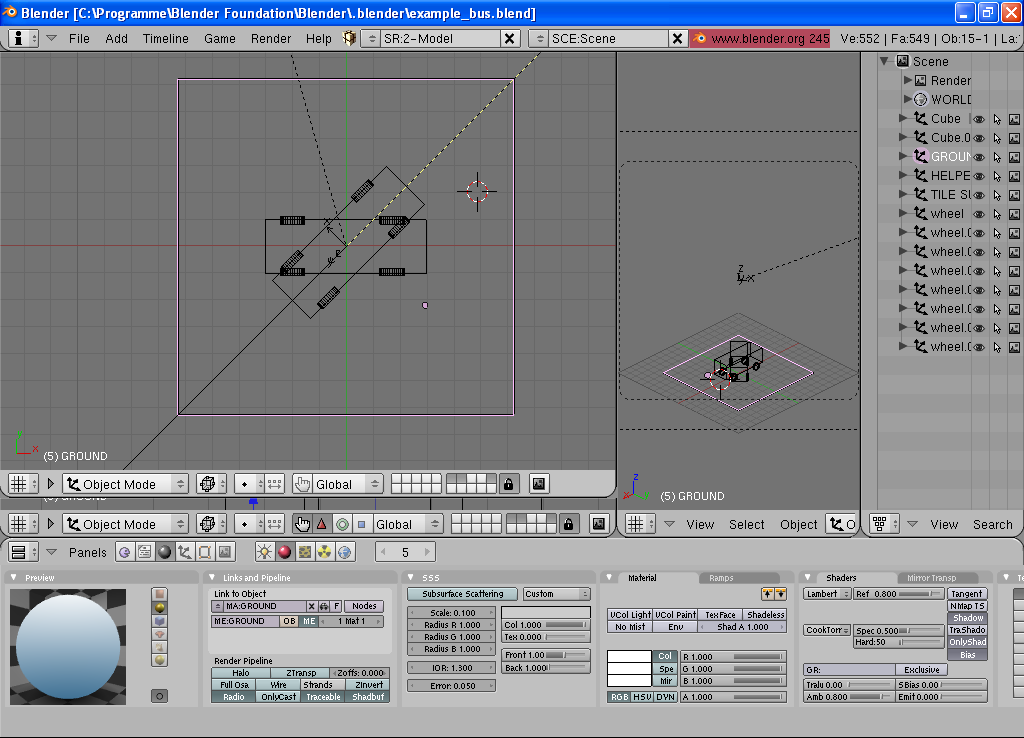 Blender [C:\Programme\Blender Foundation\Blender\.blender\example_bus.blend]
File Add Timeline Game Render Help SR:2-Model SCE:Scene www.blender.org 245 Ve:552 | Fa:549 | Ob:15-1 | La:
Scene
Render
WORLD
Cube
Cube.0
GROUN
HELPE
TILE SU
wheel
wheel.0
wheel.0
wheel.0
wheel.0
wheel.0
wheel.0
wheel.0
Z
X
(5) GROUND
x
Object Mode Global
Z
X
(5) GROUND
Object Mode Global
View Select Object O
View Search
Panels 5
Preview
Links and Pipeline
Link to Object
MA:GROUND F Nodes
ME:GROUND OB ME 1 Mat 1
Render Pipeline
Halo ZTransp Zoffs: 0.000
Full Osa Wire Strands ZInvert
Radio OnlyCast Traceable Shadbuf
SSS
Subsurface Scattering Custom
Scale: 0.100
Radius R 1.000 Col 1.000
Radius G 1.000 Tex 0.000
Radius B 1.000
Front 1.00
IOR: 1.300 Back 1.000
Error: 0.050
Material Ramps
VCol Light VCol Paint TexFace Shadeless
No Mist Env Shad A 1.000
Col R 1.000
Spe G 1.000
Mir B 1.000
RGB HSV DYN A 1.000
Shaders Mirror Transp
Lambert Ref 0.800 Tangent
NMap TS
Shadow
CookTorr Spec 0.500 TraShado
Hard:50 OnlyShad
Bias
GR: Exclusive
Tralu 0.00 SBias 0.00
Amb 0.800 Emit 0.000
Te